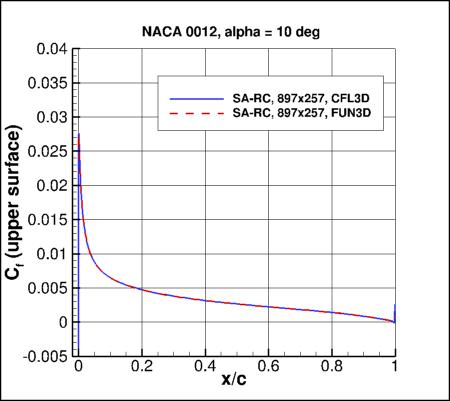 NACA 0012, alpha = 10 deg
SA-RC, 897x257, CFL3D
SA-RC, 897x257, FUN3D
C_f (upper surface)
0.04
0.035
0.03
0.025
0.02
0.015
0.01
0.005
0
-0.005
0 0.2 0.4 0.6 0.8 1
x/c